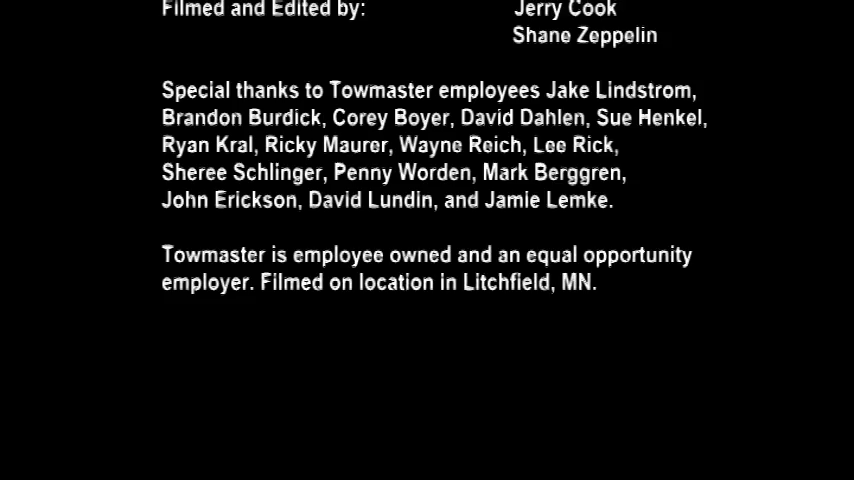 Filmed and Edited by: Jerry Cook
Shane Zeppelin
Special thanks to Towmaster employees Jake Lindstrom,
Brandon Burdick, Corey Boyer, David Dahlen, Sue Henkel,
Ryan Kral, Ricky Maurer, Wayne Reich, Lee Rick,
Sheree Schlinger, Penny Worden, Mark Berggren,
John Erickson, David Lundin, and Jamie Lemke.
Towmaster is employee owned and an equal opportunity
employer. Filmed on location in Litchfield, MN.